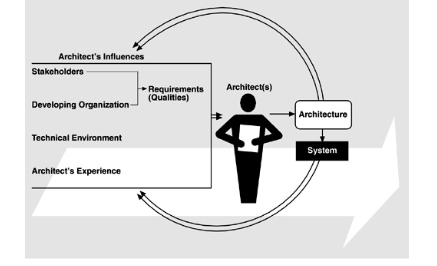 Architect's Influences
Stakeholders
Requirements
(Qualities)
Developing Organization
Technical Environment
Architect's Experience
Architect(s)
Architecture
System